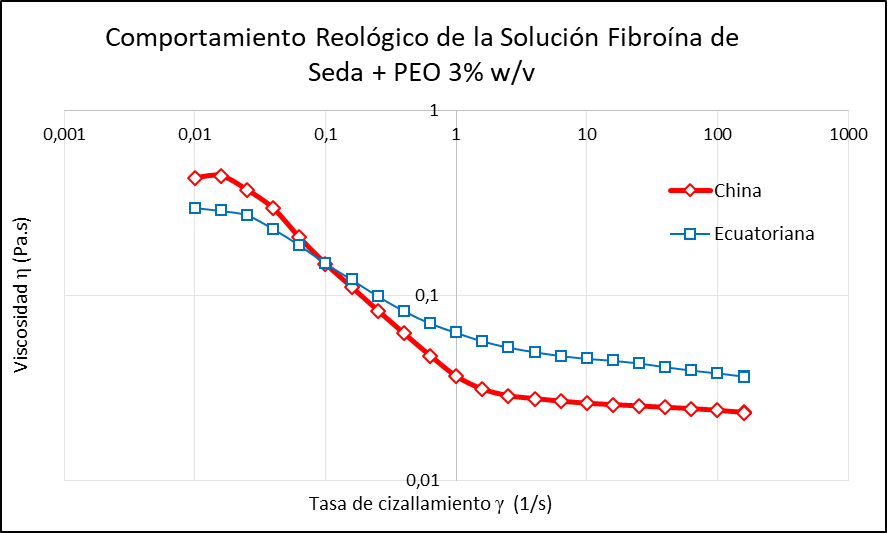 Comportamiento Reológico de la Solución Fibroína de
Seda + PEO 3% w/v
1
0,001 0,01 0,1 1 10 100 1000
China
Ecuatoriana
Viscosidad η (Pa.s)
0,1
0,01
Tasa de cizallamiento γ (1/s)